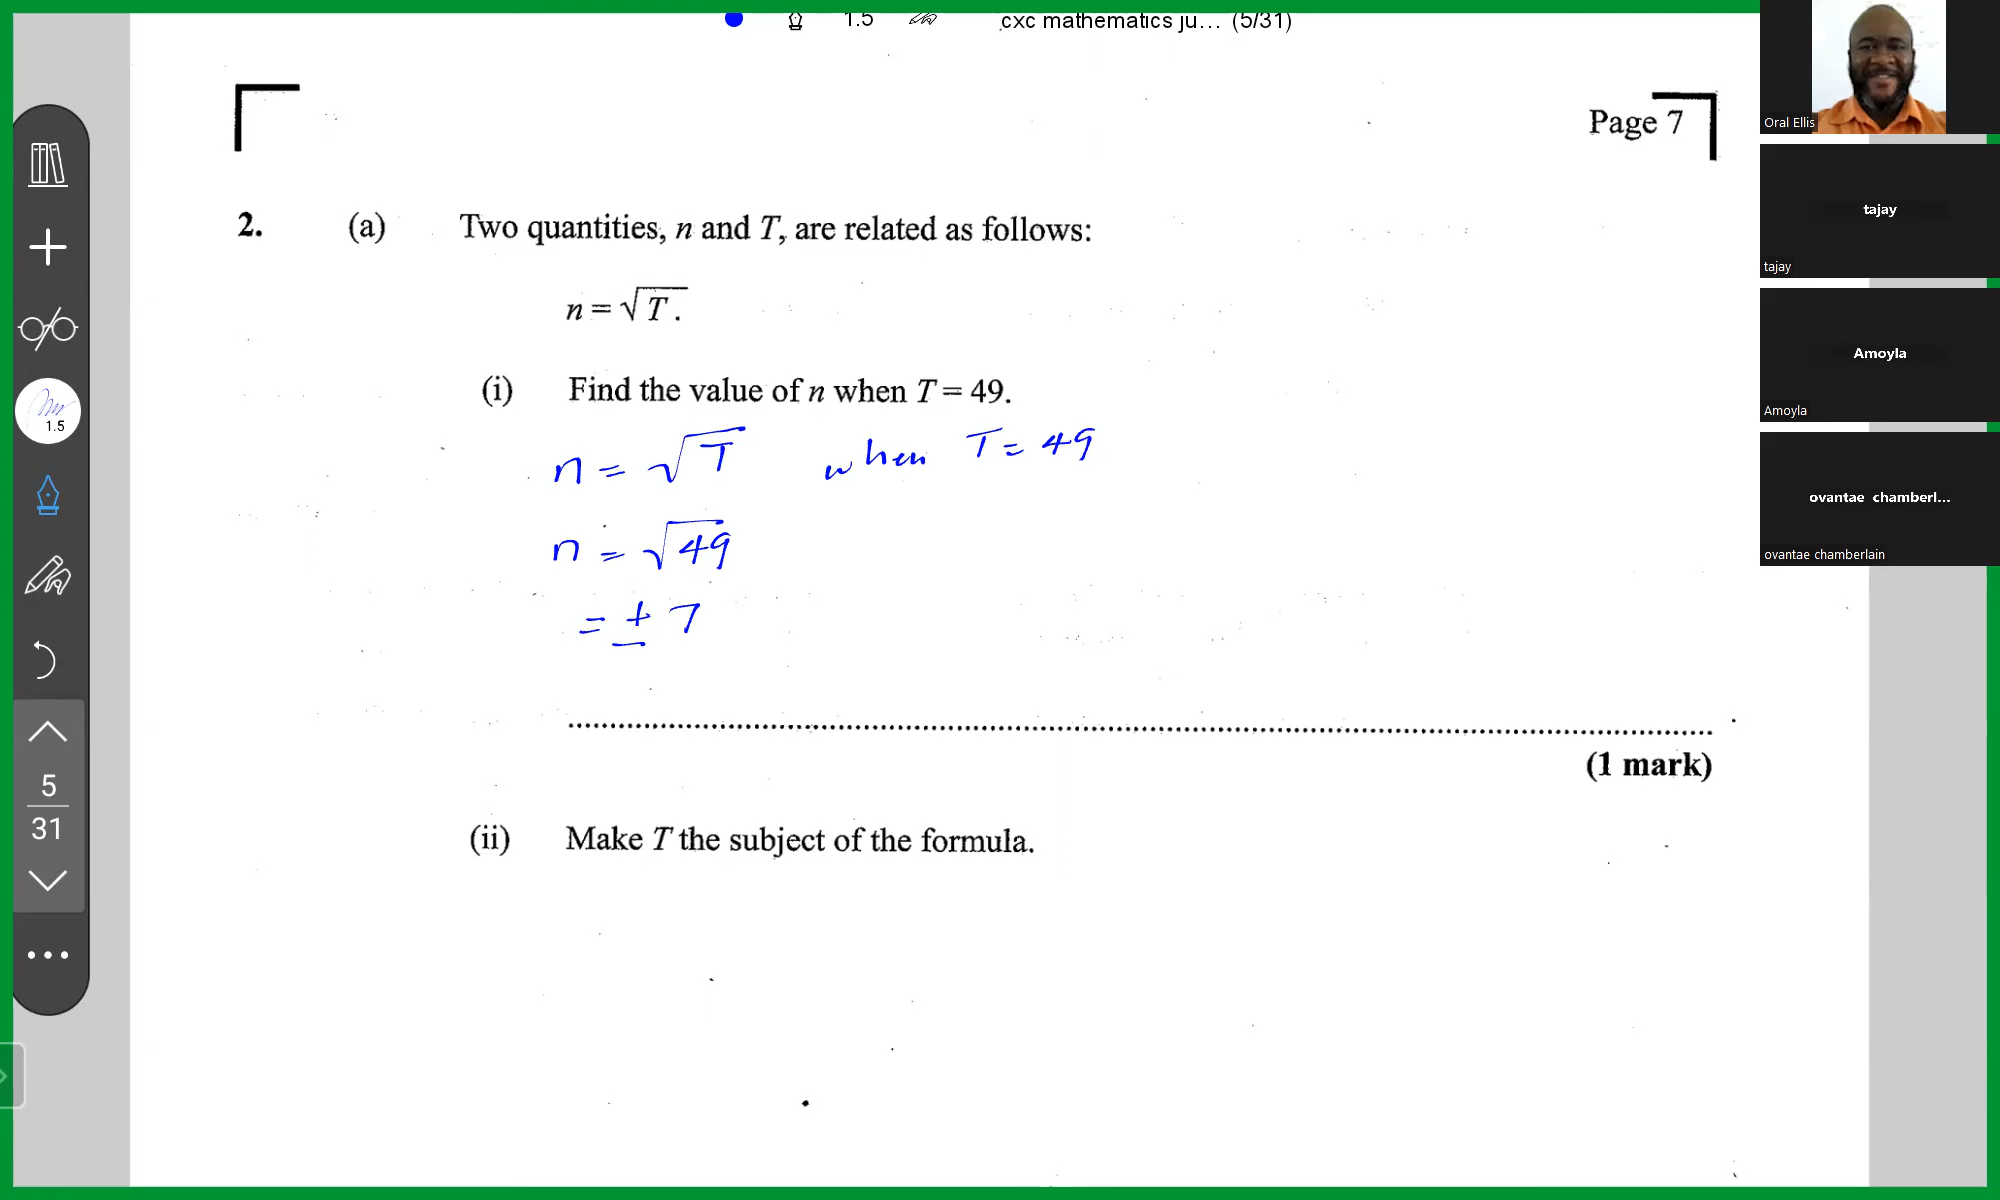 1.5 cxc mathematics ju... (5/31)
Page 7
2. (a) Two quantities, n and T, are related as follows:
n = √T.
(i) Find the value of n when T = 49.
n = √T when T = 49
n = √49
= ± 7
(1 mark)
(ii) Make T the subject of the formula.
1.5
5
31
Oral Ellis
tajay
tajay
Amoyla
Amoyla
ovantae chamberl...
ovantae chamberlain